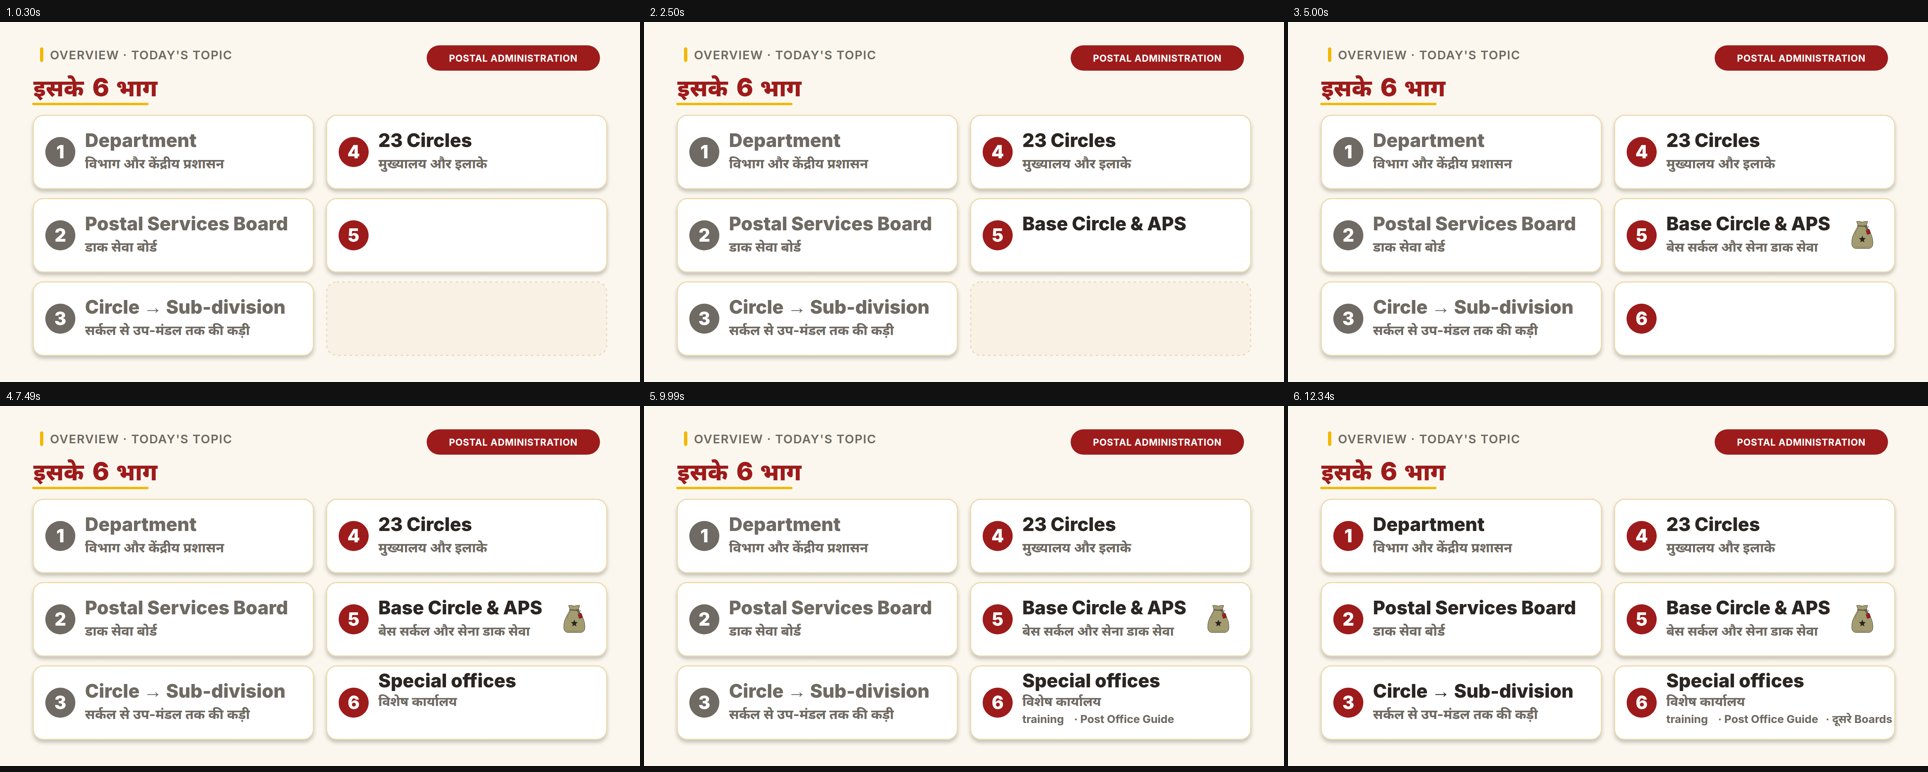 1. 0.30s
OVERVIEW · TODAY'S TOPIC
POSTAL ADMINISTRATION
इसके 6 भाग
1 Department
विभाग और केंद्रीय प्रशासन
2 Postal Services Board
डाक सेवा बोर्ड
3 Circle → Sub-division
सर्कल से उप-मंडल तक की कड़ी
4 23 Circles
मुख्यालय और इलाके
5
2. 2.50s
OVERVIEW · TODAY'S TOPIC
POSTAL ADMINISTRATION
इसके 6 भाग
1 Department
विभाग और केंद्रीय प्रशासन
2 Postal Services Board
डाक सेवा बोर्ड
3 Circle → Sub-division
सर्कल से उप-मंडल तक की कड़ी
4 23 Circles
मुख्यालय और इलाके
5 Base Circle & APS
3. 5.00s
OVERVIEW · TODAY'S TOPIC
POSTAL ADMINISTRATION
इसके 6 भाग
1 Department
विभाग और केंद्रीय प्रशासन
2 Postal Services Board
डाक सेवा बोर्ड
3 Circle → Sub-division
सर्कल से उप-मंडल तक की कड़ी
4 23 Circles
मुख्यालय और इलाके
5 Base Circle & APS
बेस सर्कल और सेना डाक सेवा
6
4. 7.49s
OVERVIEW · TODAY'S TOPIC
POSTAL ADMINISTRATION
इसके 6 भाग
1 Department
विभाग और केंद्रीय प्रशासन
2 Postal Services Board
डाक सेवा बोर्ड
3 Circle → Sub-division
सर्कल से उप-मंडल तक की कड़ी
4 23 Circles
मुख्यालय और इलाके
5 Base Circle & APS
बेस सर्कल और सेना डाक सेवा
6 Special offices
विशेष कार्यालय
5. 9.99s
OVERVIEW · TODAY'S TOPIC
POSTAL ADMINISTRATION
इसके 6 भाग
1 Department
विभाग और केंद्रीय प्रशासन
2 Postal Services Board
डाक सेवा बोर्ड
3 Circle → Sub-division
सर्कल से उप-मंडल तक की कड़ी
4 23 Circles
मुख्यालय और इलाके
5 Base Circle & APS
बेस सर्कल और सेना डाक सेवा
6 Special offices
विशेष कार्यालय
training · Post Office Guide
6. 12.34s
OVERVIEW · TODAY'S TOPIC
POSTAL ADMINISTRATION
इसके 6 भाग
1 Department
विभाग और केंद्रीय प्रशासन
2 Postal Services Board
डाक सेवा बोर्ड
3 Circle → Sub-division
सर्कल से उप-मंडल तक की कड़ी
4 23 Circles
मुख्यालय और इलाके
5 Base Circle & APS
बेस सर्कल और सेना डाक सेवा
6 Special offices
विशेष कार्यालय
training · Post Office Guide · दूसरे Boards